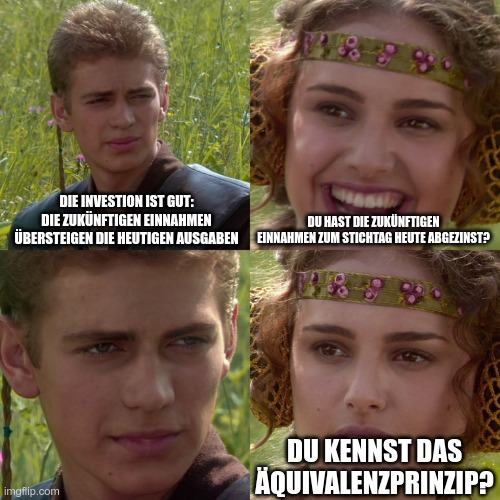 DIE INVESTION IST GUT:
DIE ZUKÜNFTIGEN EINNAHMEN
ÜBERSTEIGEN DIE HEUTIGEN AUSGABEN
DU HAST DIE ZUKÜNFTIGEN
EINNAHMEN ZUM STICHTAG HEUTE ABGEZINST?
DU KENNST DAS
ÄQUIVALENZPRINZIP?
imgflip.com